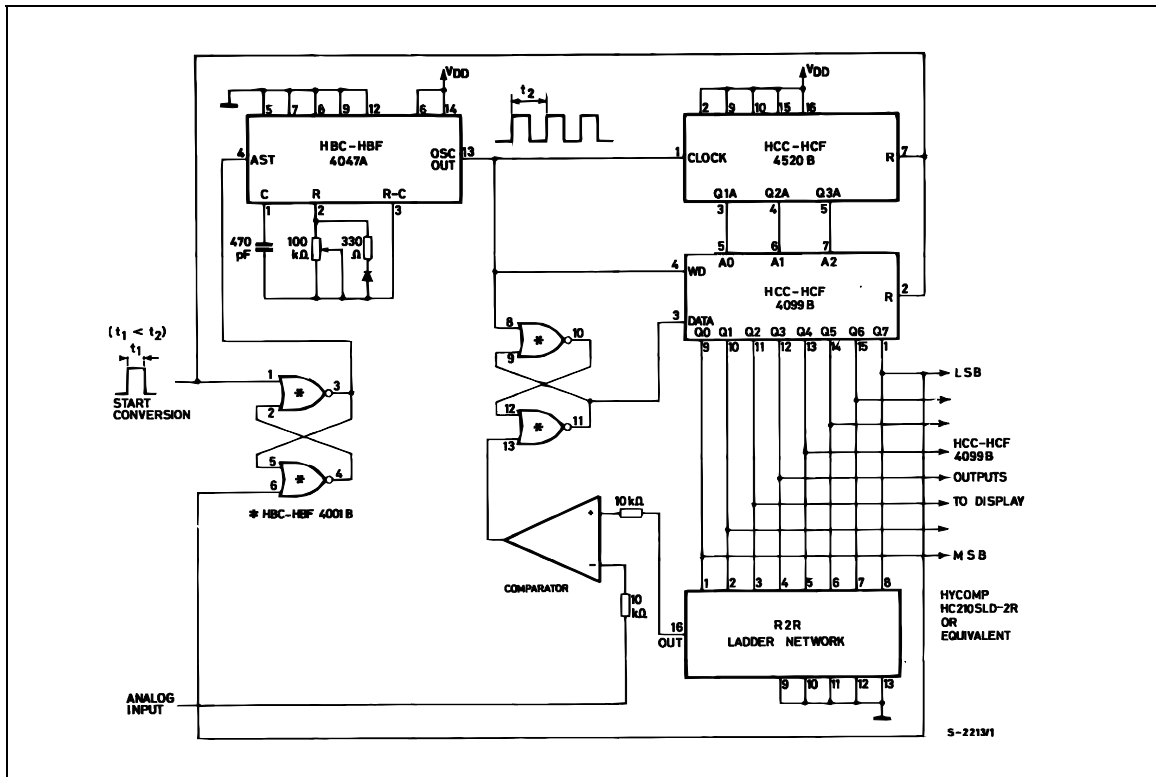 VDD
VDD
t2
5 7 8 9 12 6 14
2 9 10 15 16
HBC-HBF
4047A
4 AST
OSC
OUT
13
C R R-C
1 2 3
1 CLOCK
HCC-HCF
4520 B
R 7
Q1A Q2A Q3A
3 4 5
470
pF
100
kΩ
330
Ω
5 6 7
A0 A1 A2
4 WD
HCC-HCF
4099 B
R 2
3 DATA
Q0 Q1 Q2 Q3 Q4 Q5 Q6 Q7
9 10 11 12 13 14 15 1
(t1 < t2)
t1
START
CONVERSION
1
2
*
3
5
6
*
4
* HBC-HBF 4001 B
8
9
*
10
12
13
*
11
LSB
HCC-HCF
4099 B
OUTPUTS
TO DISPLAY
MSB
10kΩ
+
-
COMPARATOR
10
kΩ
1 2 3 4 5 6 7 8
16
OUT
R2R
LADDER NETWORK
9 10 11 12 13
HYCOMP
HC210SLD-2R
OR
EQUIVALENT
ANALOG
INPUT
S-2213/1